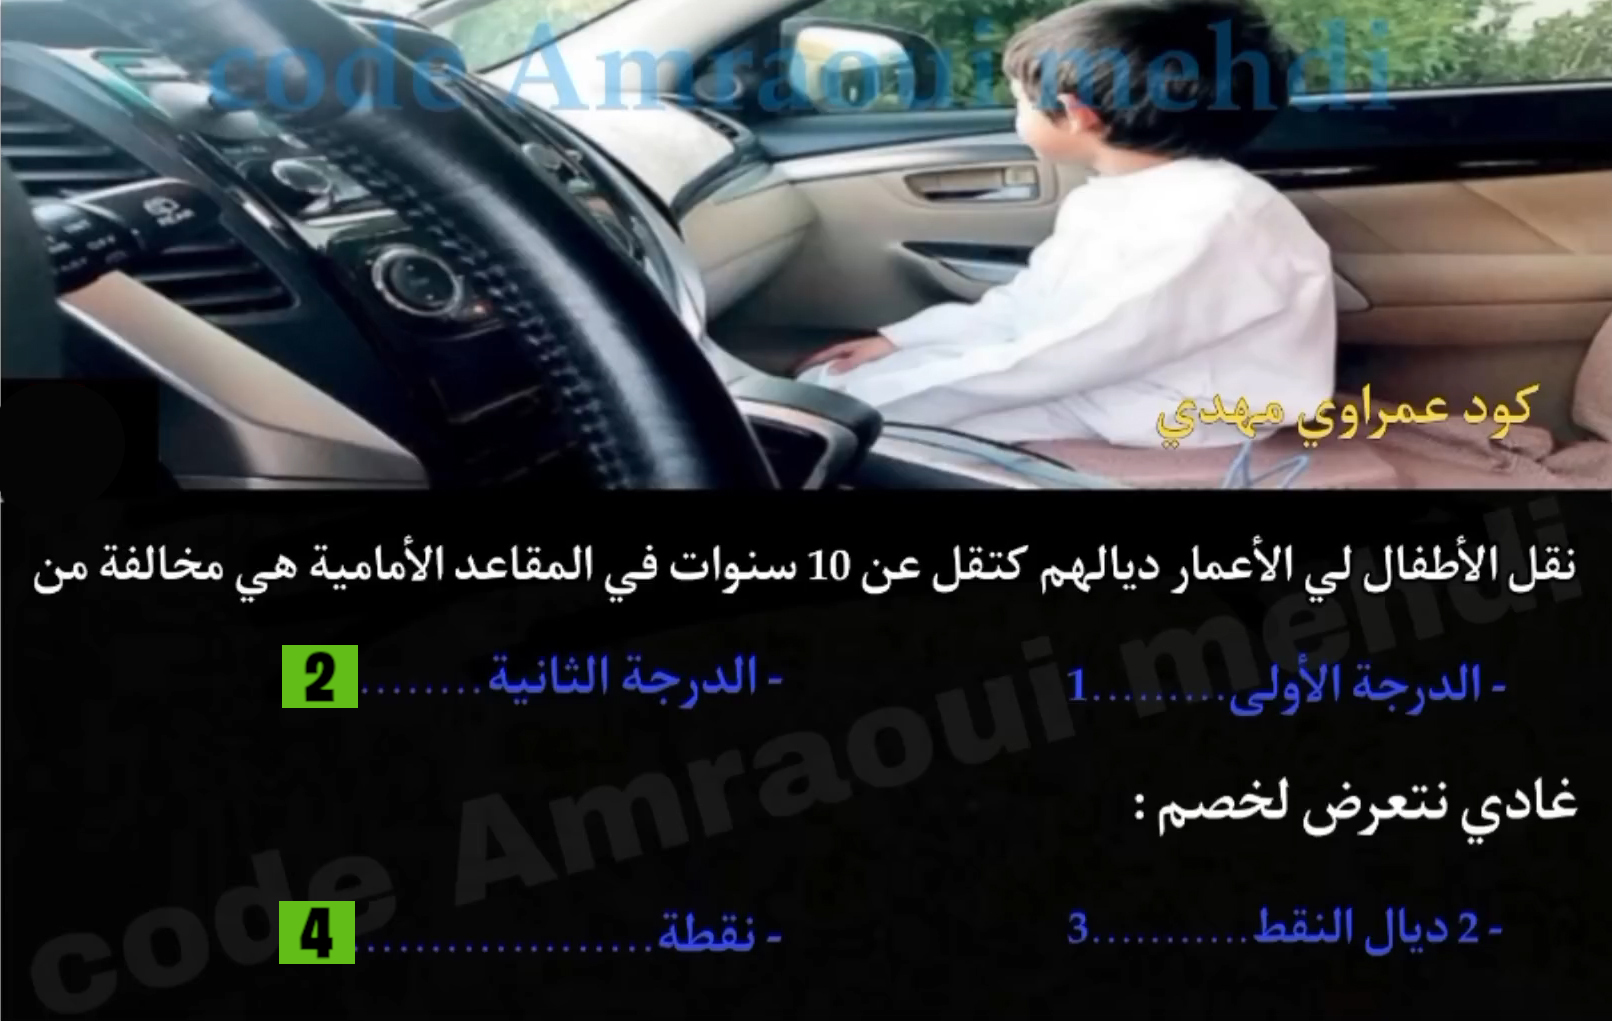 code Amraoui mehdi
كود عمراوي مهدي
نقل الأطفال لي الأعمار ديالهم كتقل عن 10 سنوات في المقاعد الأمامية هي مخالفة من
- الدرجة الأولى.........1 - الدرجة الثانية........2
غادي نتعرض لخصم :
- 2 ديال النقط...........3 - نقطة...................4
code Amraoui mehdi